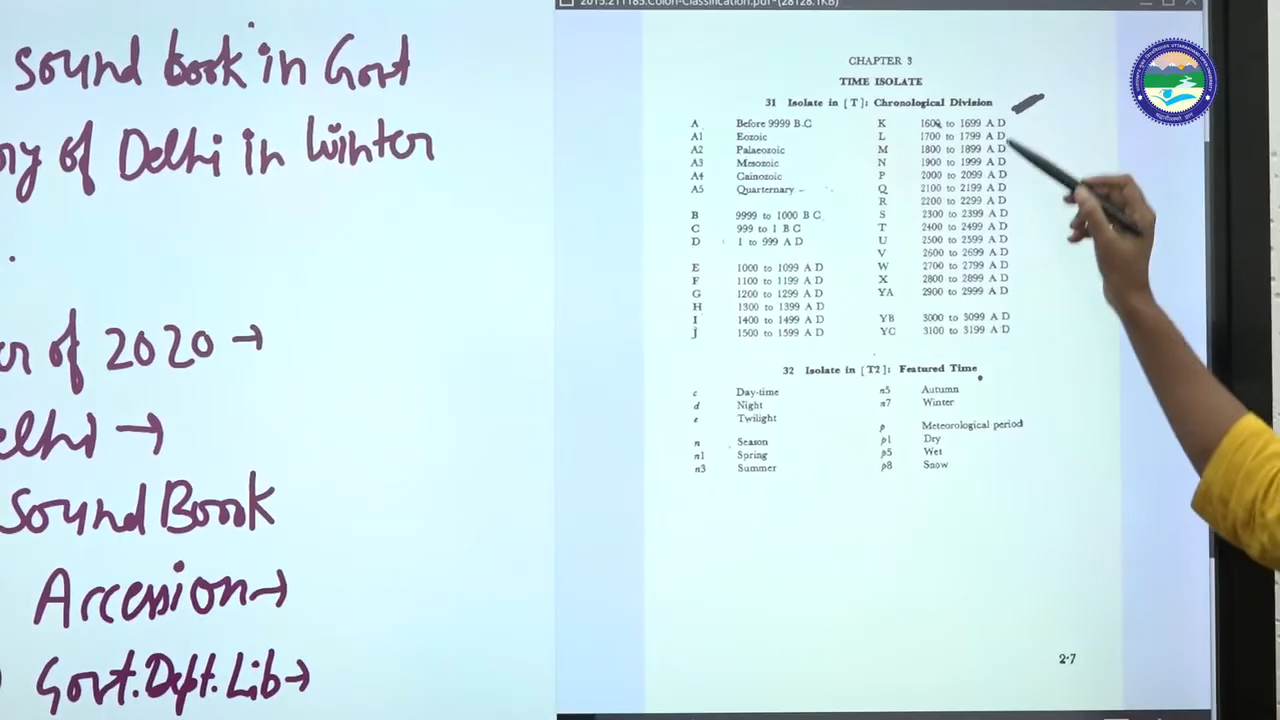 2015.211185.Colon-Classification.pdf-(28128.1KB)
sound book in Govt
of Delhi in Winter
of 2020 →
→
Sound Book
Accession →
Govt. Dept. Lib →
CHAPTER 3
TIME ISOLATE
31 Isolate in [T]: Chronological Division
A Before 9999 B.C
A1 Eozoic
A2 Palaeozoic
A3 Mesozoic
A4 Cainozoic
A5 Quarternary
B 9999 to 1000 B C
C 999 to 1 B C
D 1 to 999 A D
E 1000 to 1099 A D
F 1100 to 1199 A D
G 1200 to 1299 A D
H 1300 to 1399 A D
I 1400 to 1499 A D
J 1500 to 1599 A D
K 1600 to 1699 A D
L 1700 to 1799 A D
M 1800 to 1899 A D
N 1900 to 1999 A D
P 2000 to 2099 A D
Q 2100 to 2199 A D
R 2200 to 2299 A D
S 2300 to 2399 A D
T 2400 to 2499 A D
U 2500 to 2599 A D
V 2600 to 2699 A D
W 2700 to 2799 A D
X 2800 to 2899 A D
YA 2900 to 2999 A D
YB 3000 to 3099 A D
YC 3100 to 3199 A D
32 Isolate in [T2]: Featured Time
c Day-time
d Night
e Twilight
n Season
n1 Spring
n3 Summer
n5 Autumn
n7 Winter
p Meteorological period
p1 Dry
p5 Wet
p8 Snow
2·7